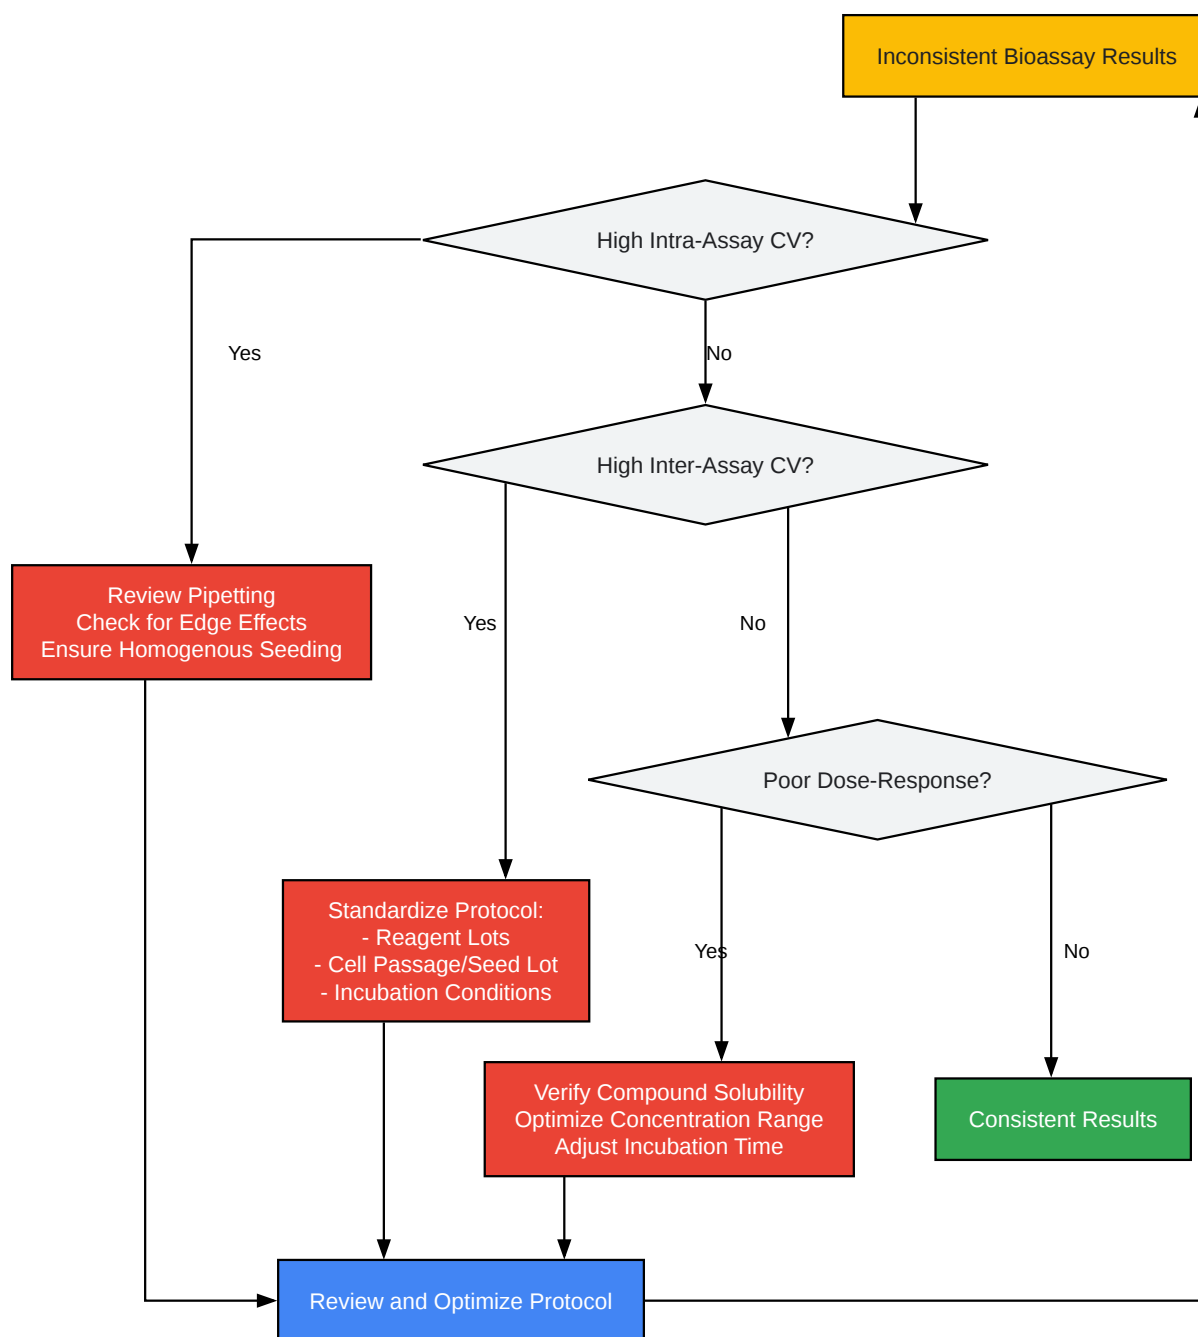 Inconsistent Bioassay Results
High Intra-Assay CV?
Yes
No
High Inter-Assay CV?
Review Pipetting
Check for Edge Effects
Ensure Homogenous Seeding
Yes
No
Poor Dose-Response?
Standardize Protocol:
- Reagent Lots
- Cell Passage/Seed Lot
- Incubation Conditions
Yes
No
Verify Compound Solubility
Optimize Concentration Range
Adjust Incubation Time
Consistent Results
Review and Optimize Protocol